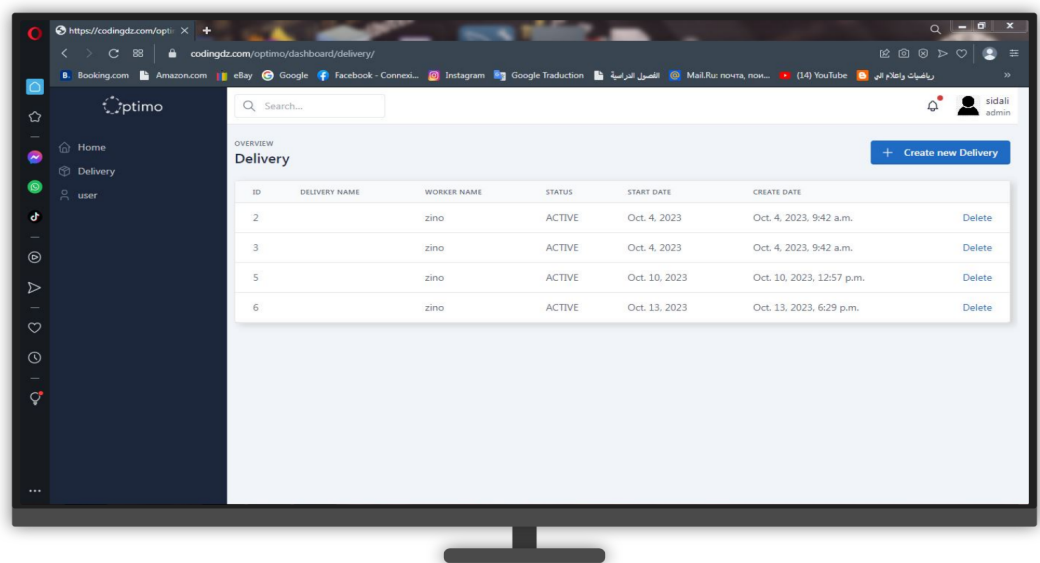 https://codingdz.com/opti
codingdz.com/optimo/dashboard/delivery/
Booking.com Amazon.com eBay Google Facebook - Connexi... Instagram Google Traduction الفصول الدراسية Mail.Ru: почта, пои... (14) YouTube رياضيات واعلام الي
Optimo
Search...
sidali
admin
Home
Delivery
user
OVERVIEW
Delivery
+ Create new Delivery
ID DELIVERY NAME WORKER NAME STATUS START DATE CREATE DATE
2 zino ACTIVE Oct. 4, 2023 Oct. 4, 2023, 9:42 a.m. Delete
3 zino ACTIVE Oct. 4, 2023 Oct. 4, 2023, 9:42 a.m. Delete
5 zino ACTIVE Oct. 10, 2023 Oct. 10, 2023, 12:57 p.m. Delete
6 zino ACTIVE Oct. 13, 2023 Oct. 13, 2023, 6:29 p.m. Delete